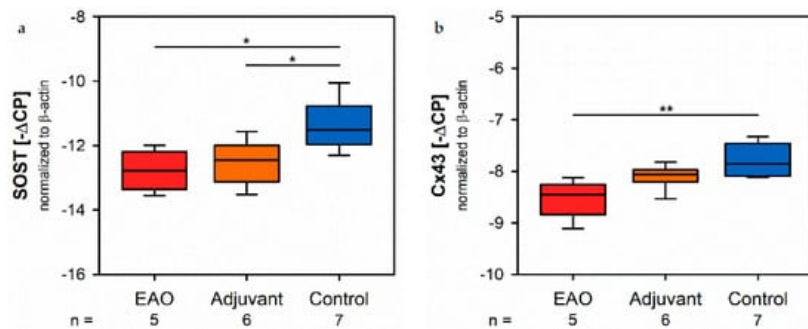 a
SOST [-ΔCP]
normalized to β-actin
-8
-10
-12
-14
-16
*
*
EAO Adjuvant Control
n = 5 6 7
b
Cx43 [-ΔCP]
normalized to β-actin
-5
-6
-7
-8
-9
-10
**
EAO Adjuvant Control
n = 5 6 7